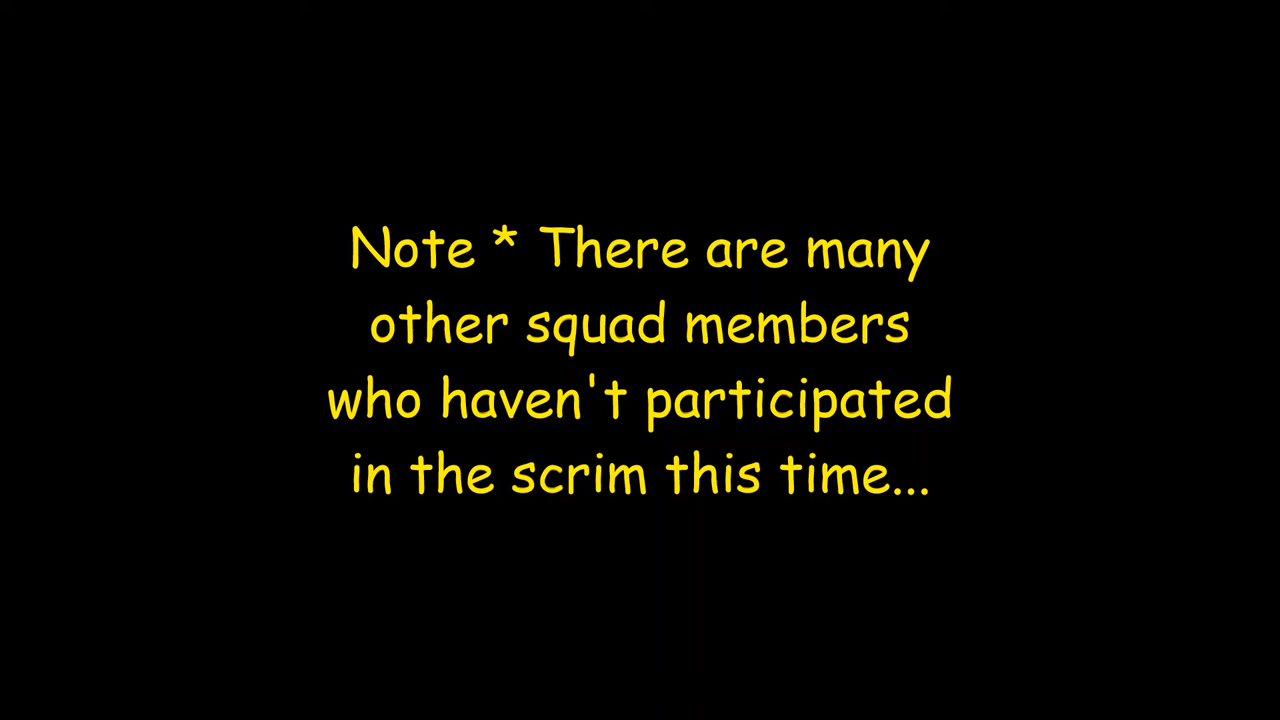 Note * There are many
other squad members
who haven't participated
in the scrim this time...